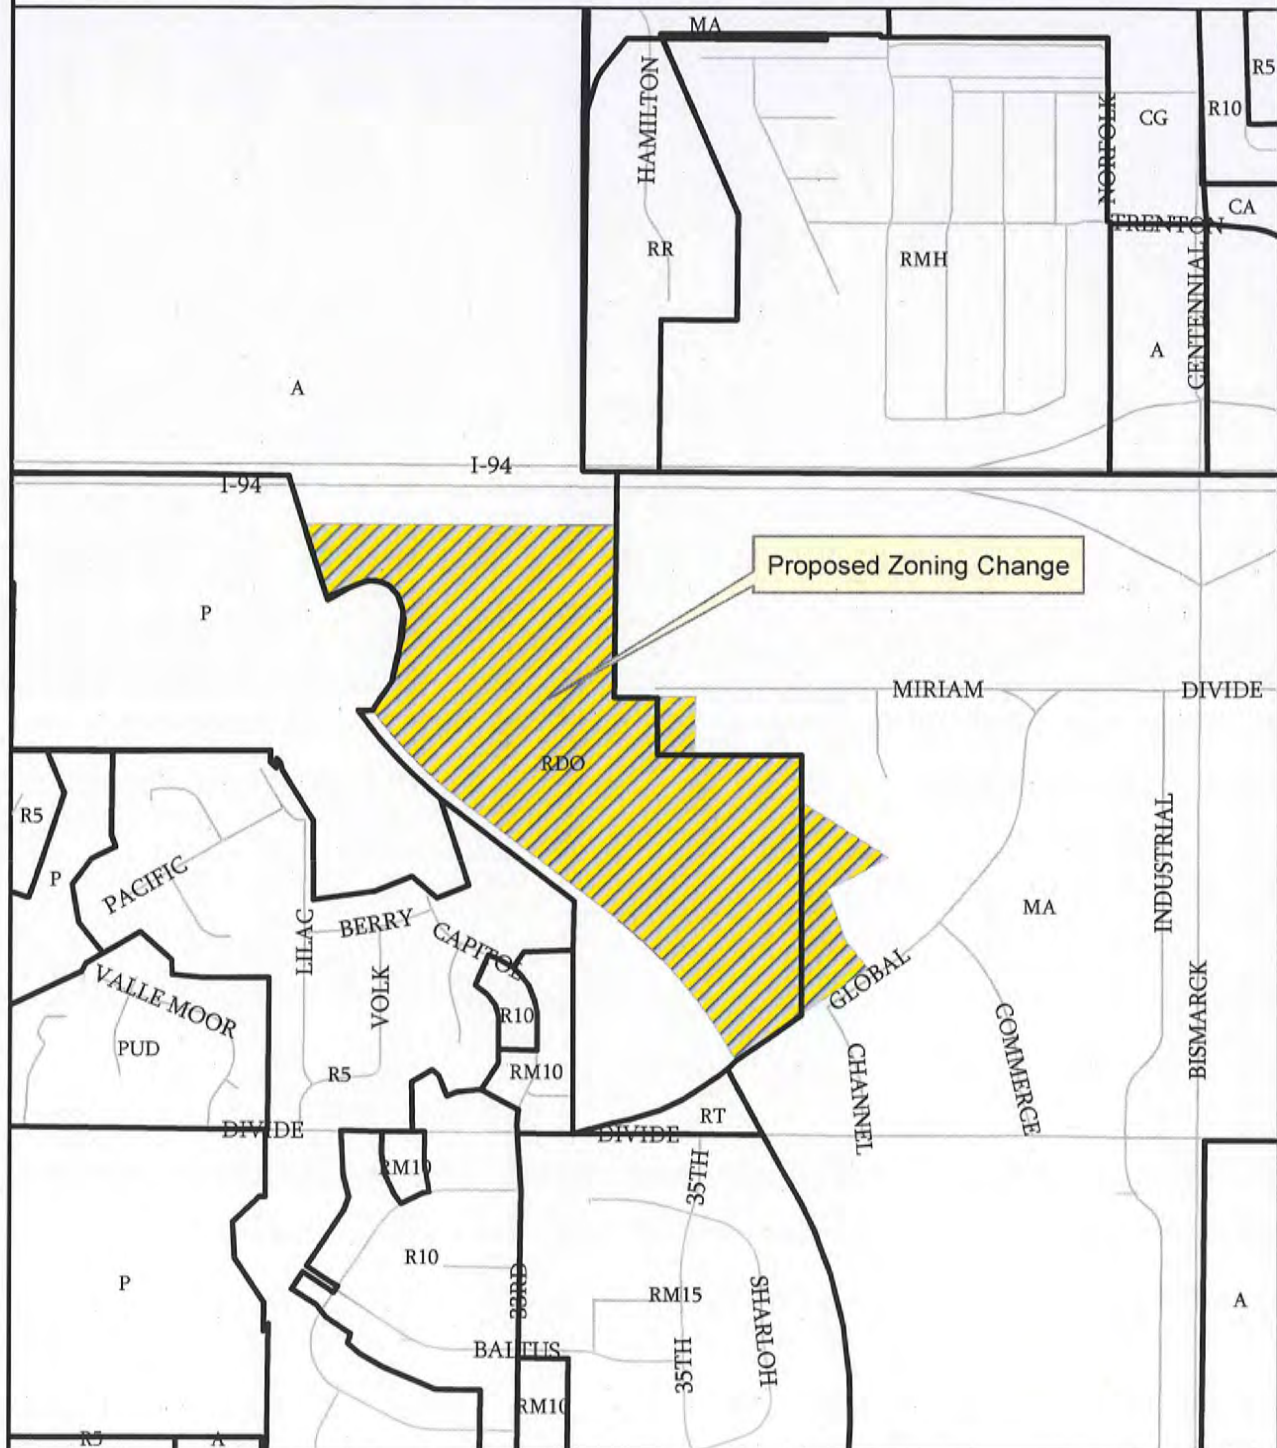 MA
HAMILTON
NORFOLK
CG
R10
R5
CA
TRENTON
RR
RMH
A
CENTENNIAL
A
I-94
I-94
Proposed Zoning Change
P
MIRIAM
DIVIDE
RDO
R5
P
PACIFIC
LILAC
BERRY
CAPITOL
VOLK
VALLE MOOR
PUD
R10
R5
RM10
GLOBAL
MA
INDUSTRIAL
BISMARCK
COMMERCE
CHANNEL
RT
DIVIDE
DIVIDE
RM10
35TH
P
R10
33RD
RM15
SHARLOH
A
BALTUS
35TH
RM10
R5
A